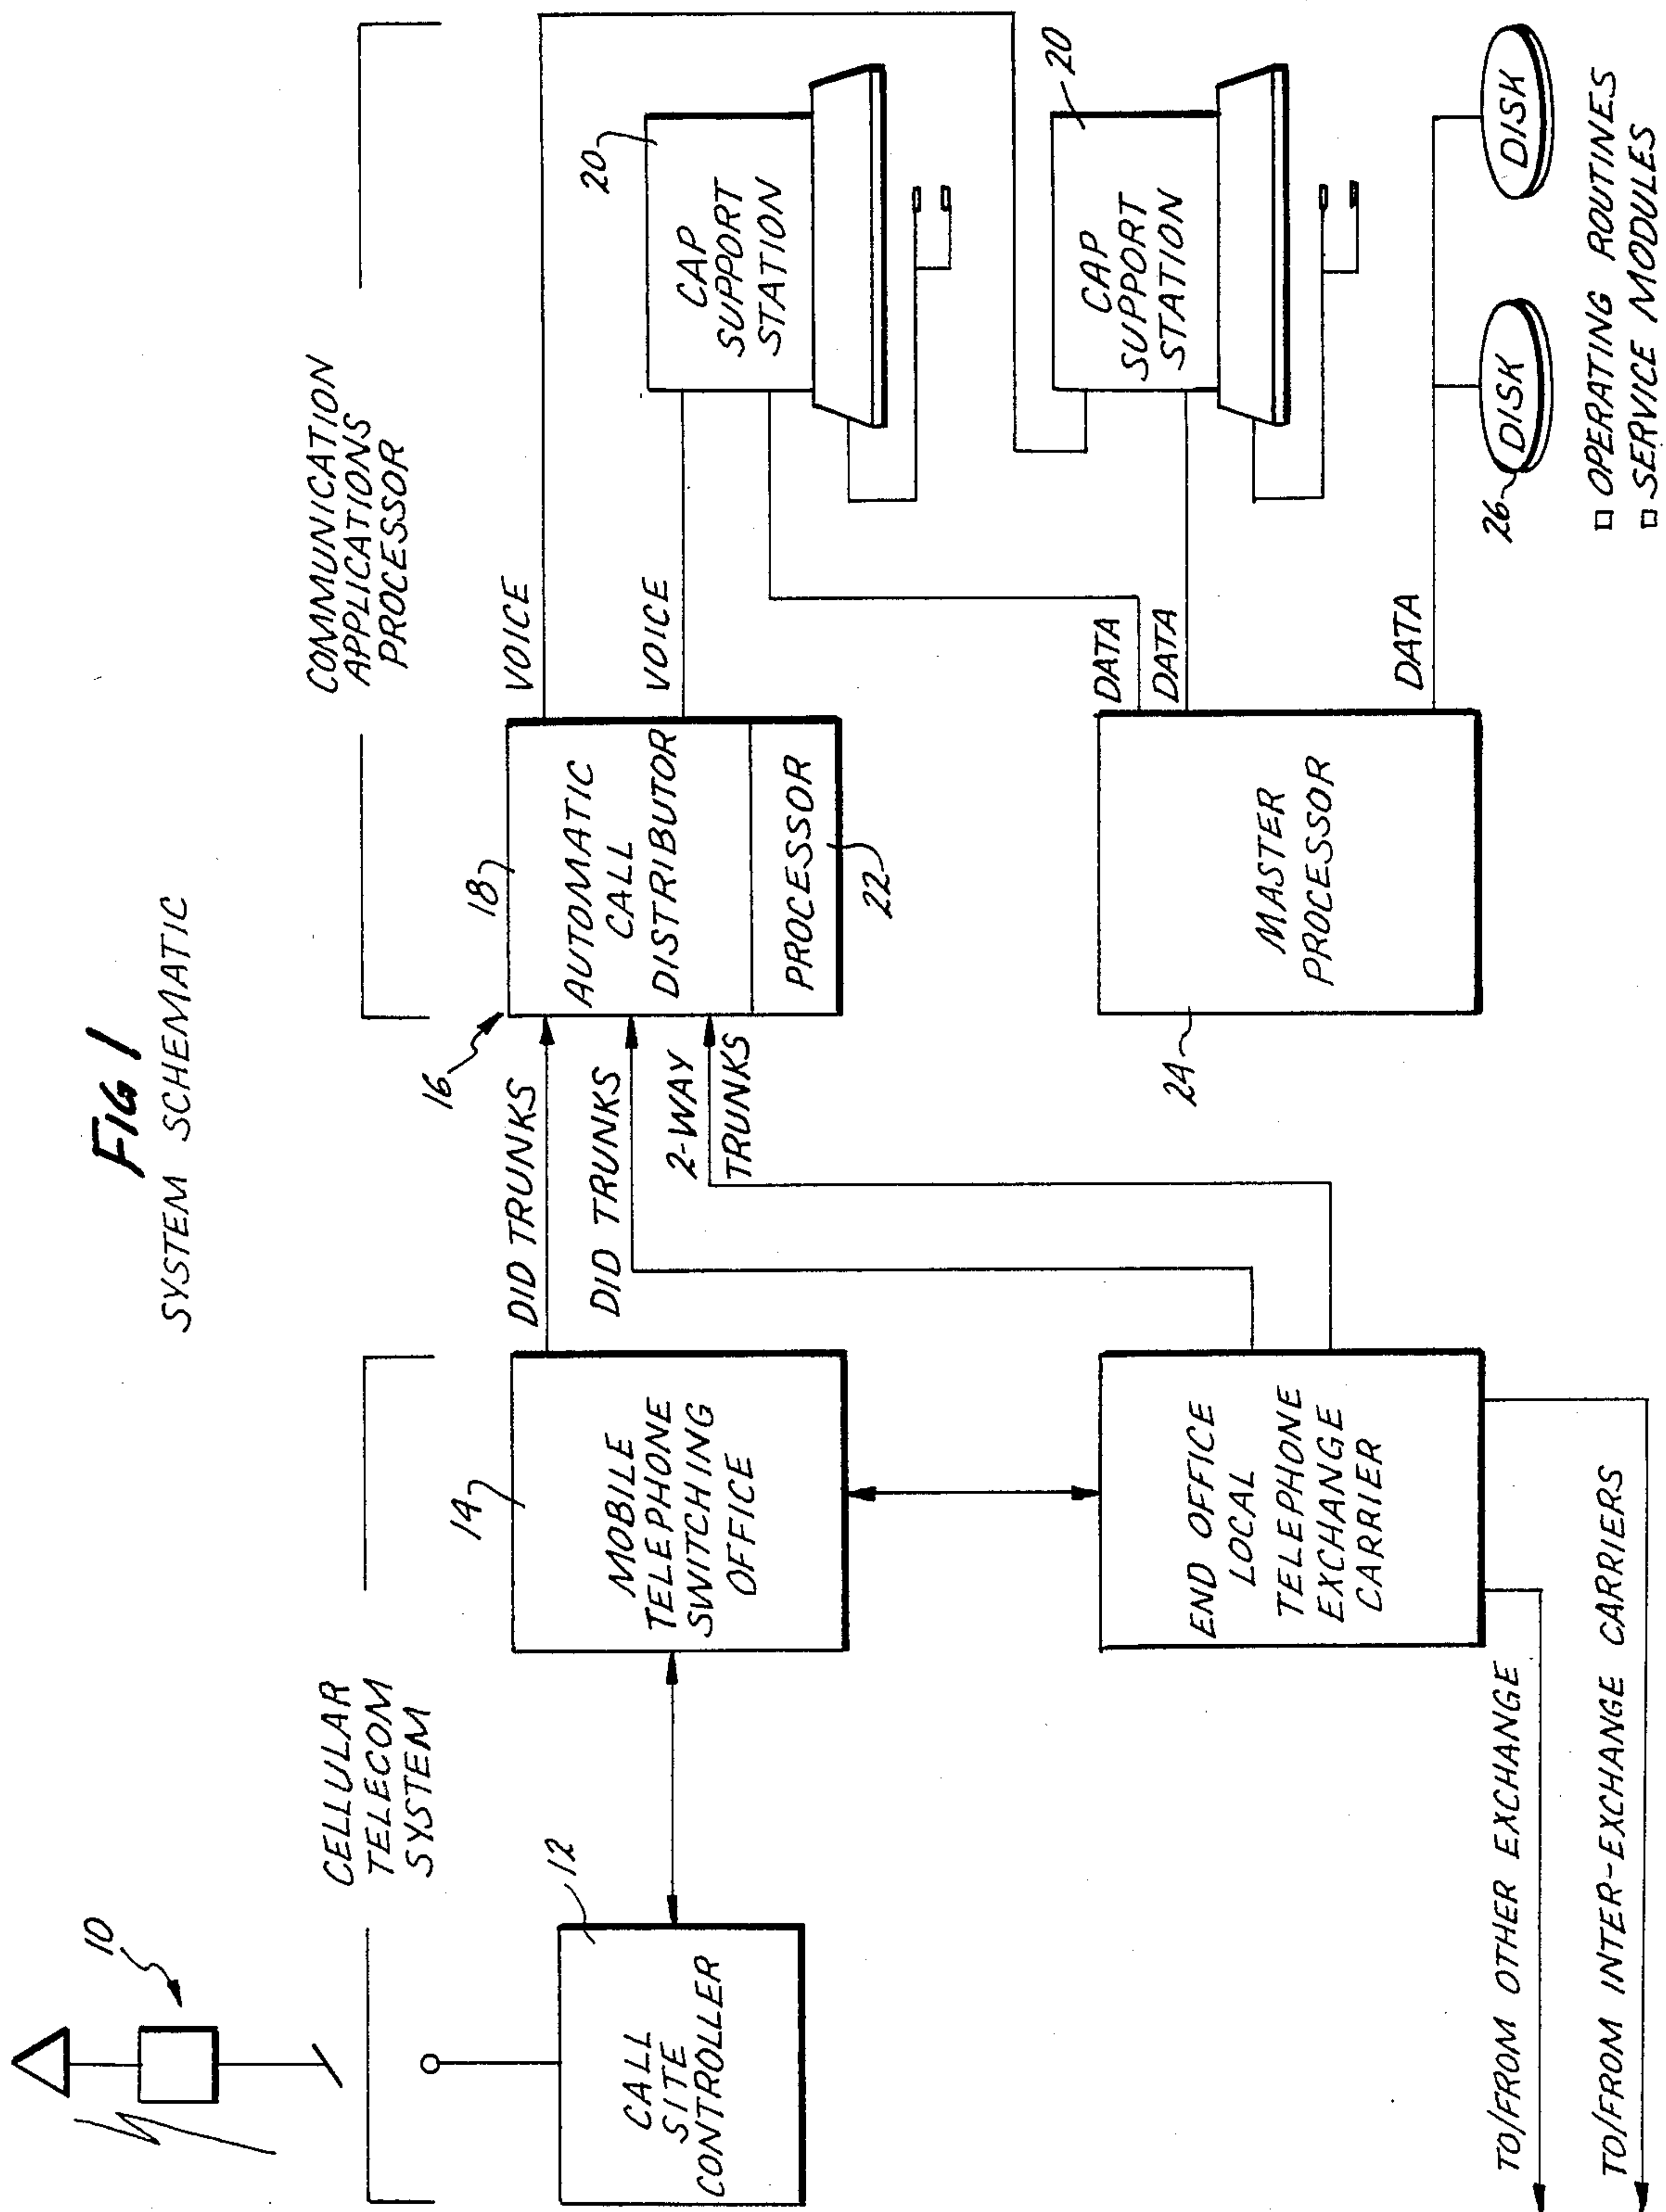 FIG 1
SYSTEM SCHEMATIC
10
CELLULAR
TELECOM
SYSTEM
COMMUNICATION
APPLICATIONS
PROCESSOR
12
CALL
SITE
CONTROLLER
14
MOBILE
TELEPHONE
SWITCHING
OFFICE
END OFFICE
LOCAL
TELEPHONE
EXCHANGE
CARRIER
TO/FROM OTHER EXCHANGE
TO/FROM INTER-EXCHANGE CARRIERS
DID TRUNKS
DID TRUNKS
2-WAY
TRUNKS
16
18
AUTOMATIC
CALL
DISTRIBUTOR
PROCESSOR
22
24
MASTER
PROCESSOR
VOICE
VOICE
DATA
DATA
DATA
20
CAP
SUPPORT
STATION
20
CAP
SUPPORT
STATION
26
DISK
DISK
□ OPERATING ROUTINES
□ SERVICE MODULES